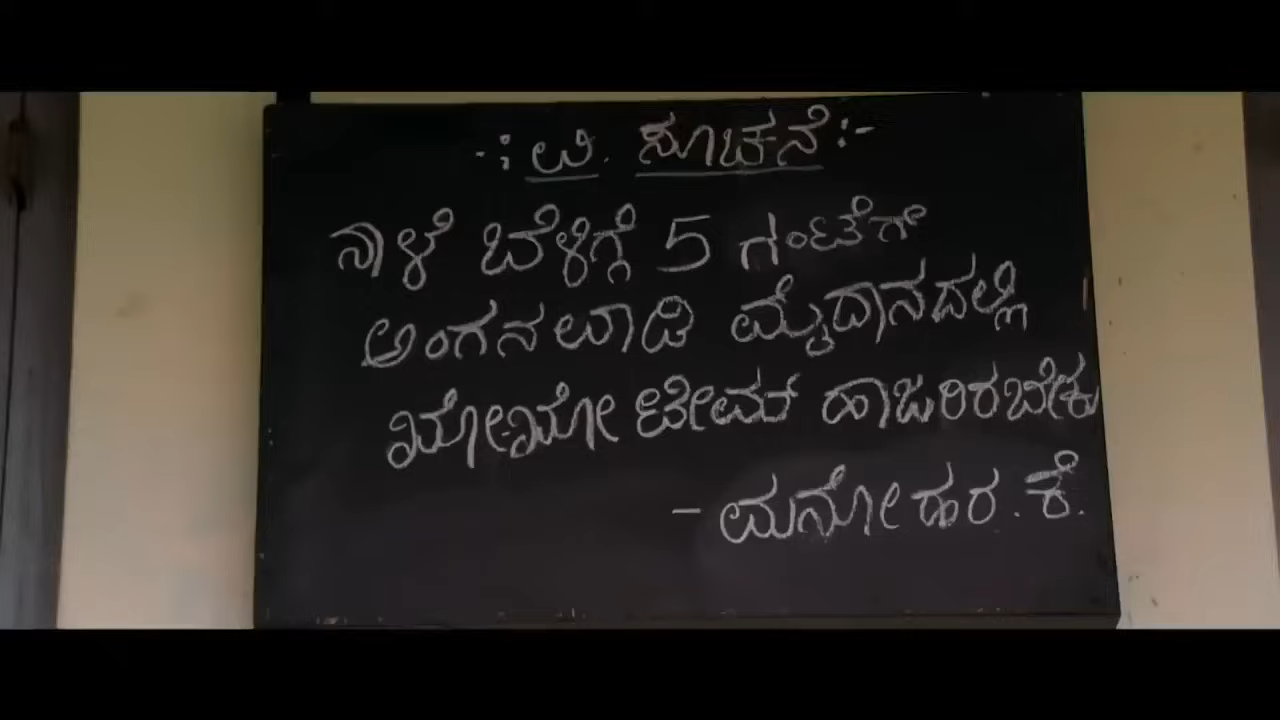 -: ವಿ. ಸೂಚನೆ :-
ನಾಳೆ ಬೆಳಿಗ್ಗೆ 5 ಗಂಟೆಗ್
ಅಂಗನವಾಡಿ ಮೈದಾನದಲ್ಲಿ
ಖೋಖೋ ಟೀಮ್ ಹಾಜರಿರಬೇಕು
- ಮನೋಹರ. ಕೆ.